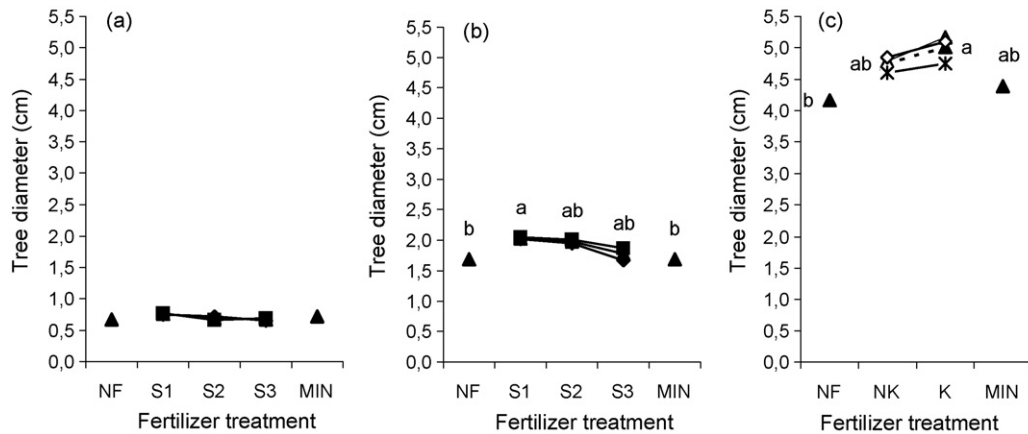 (a)
5,5
5,0
4,5
4,0
3,5
3,0
2,5
2,0
1,5
1,0
0,5
0,0
Tree diameter (cm)
NF S1 S2 S3 MIN
Fertilizer treatment
(b)
5,5
5,0
4,5
4,0
3,5
3,0
2,5
2,0
1,5
1,0
0,5
0,0
Tree diameter (cm)
b a ab ab b
NF S1 S2 S3 MIN
Fertilizer treatment
(c)
5,5
5,0
4,5
4,0
3,5
3,0
2,5
2,0
1,5
1,0
0,5
0,0
Tree diameter (cm)
b ab a ab
NF NK K MIN
Fertilizer treatment